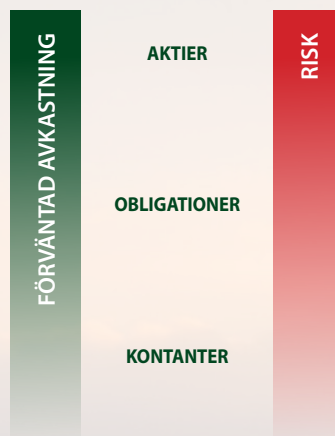 FÖRVÄNTAD AVKASTNING
AKTIER
OBLIGATIONER
KONTANTER
RISK